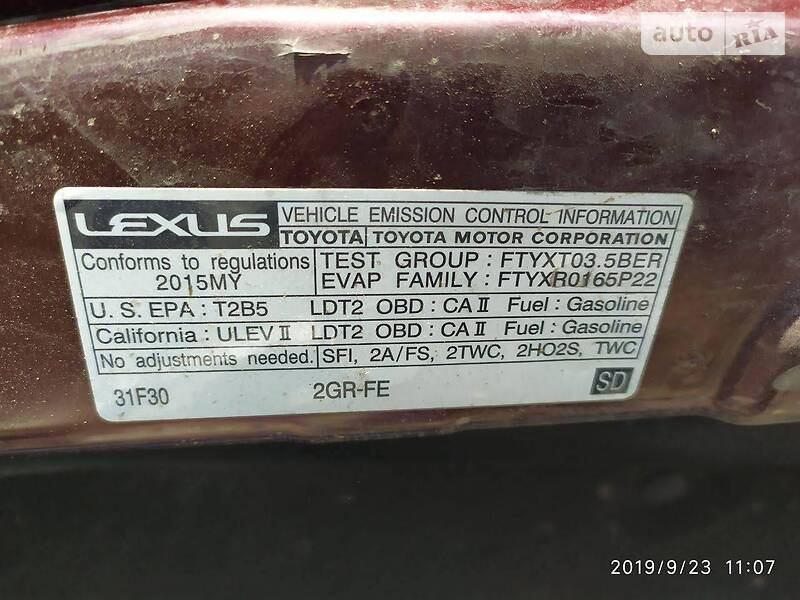 auto RIA
LEXUS VEHICLE EMISSION CONTROL INFORMATION
TOYOTA TOYOTA MOTOR CORPORATION
Conforms to regulations TEST GROUP : FTYXT03.5BER
2015MY EVAP FAMILY : FTYXR0165P22
U.S. EPA : T2B5 LDT2 OBD : CA II Fuel : Gasoline
California : ULEV II LDT2 OBD : CA II Fuel : Gasoline
No adjustments needed. SFI, 2A/FS, 2TWC, 2HO2S, TWC
31F30 2GR-FE SD
2019/9/23 11:07